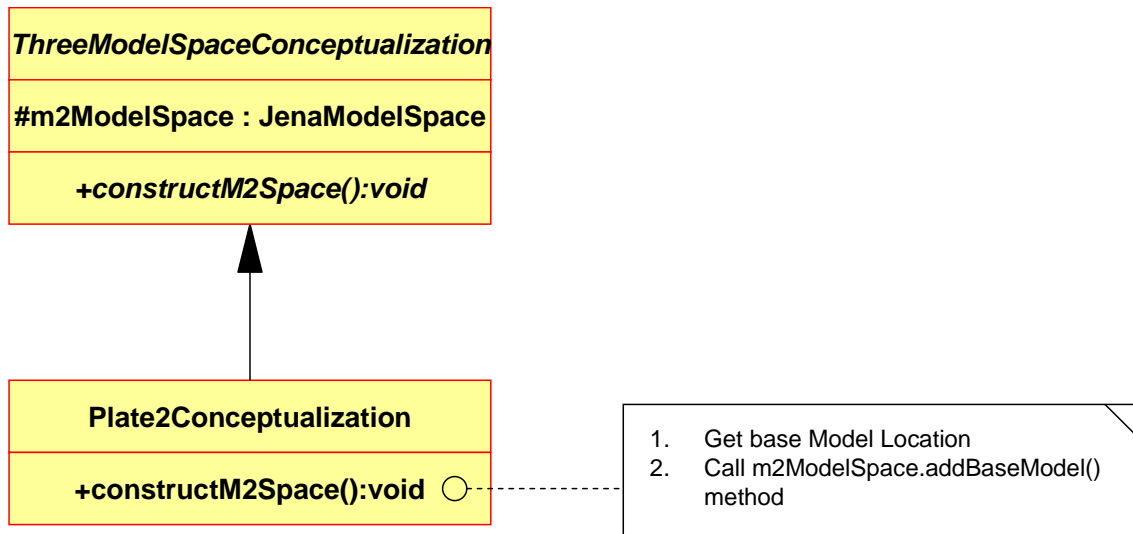 ThreeModelSpaceConceptualization
#m2ModelSpace : JenaModelSpace
+constructM2Space():void
Plate2Conceptualization
+constructM2Space():void
1. Get base Model Location
2. Call m2ModelSpace.addBaseModel()
method